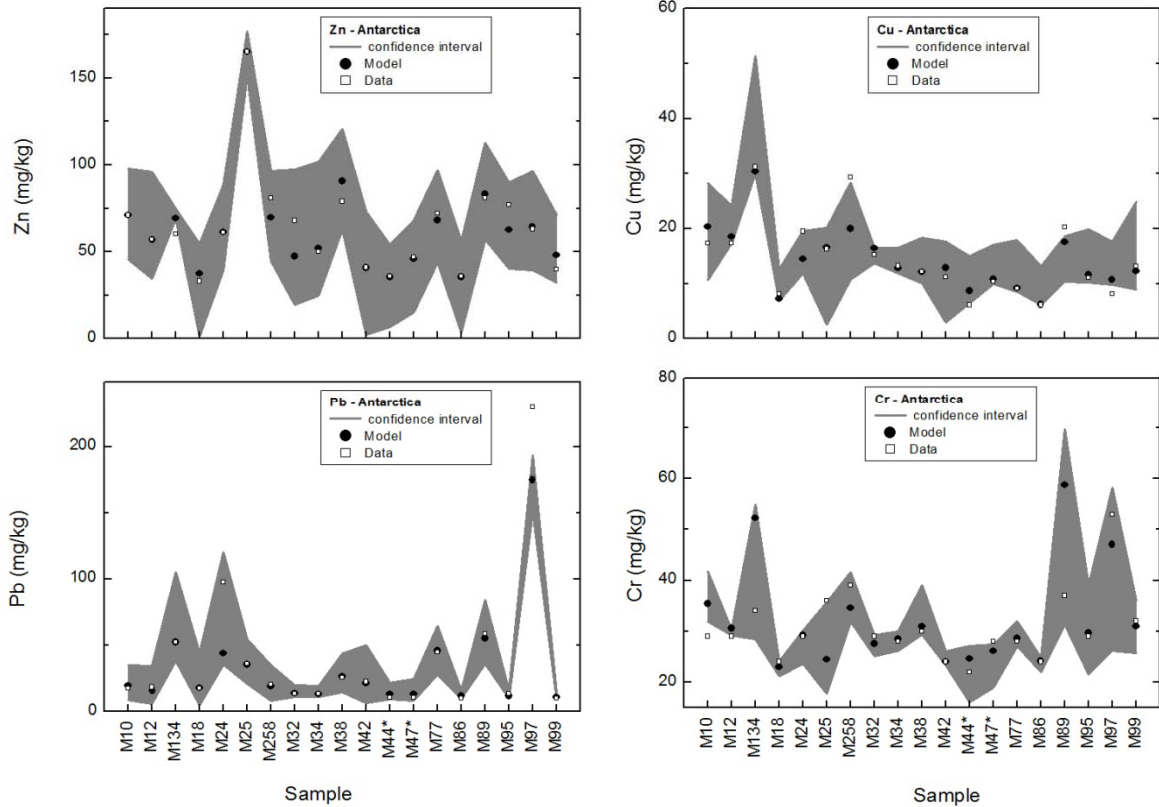 Zn - Antarctica
confidence interval
Model
Data
Zn (mg/kg)
150
100
50
0
Cu - Antarctica
confidence interval
Model
Data
Cu (mg/kg)
60
40
20
0
Pb - Antarctica
confidence interval
Model
Data
Pb (mg/kg)
200
100
0
M10 M12 M134 M18 M24 M25 M258 M32 M34 M38 M42 M44* M47* M77 M86 M89 M95 M97 M99
Sample
Cr - Antarctica
confidence interval
Model
Data
Cr (mg/kg)
80
60
40
20
M10 M12 M134 M18 M24 M25 M258 M32 M34 M38 M42 M44* M47* M77 M86 M89 M95 M97 M99
Sample